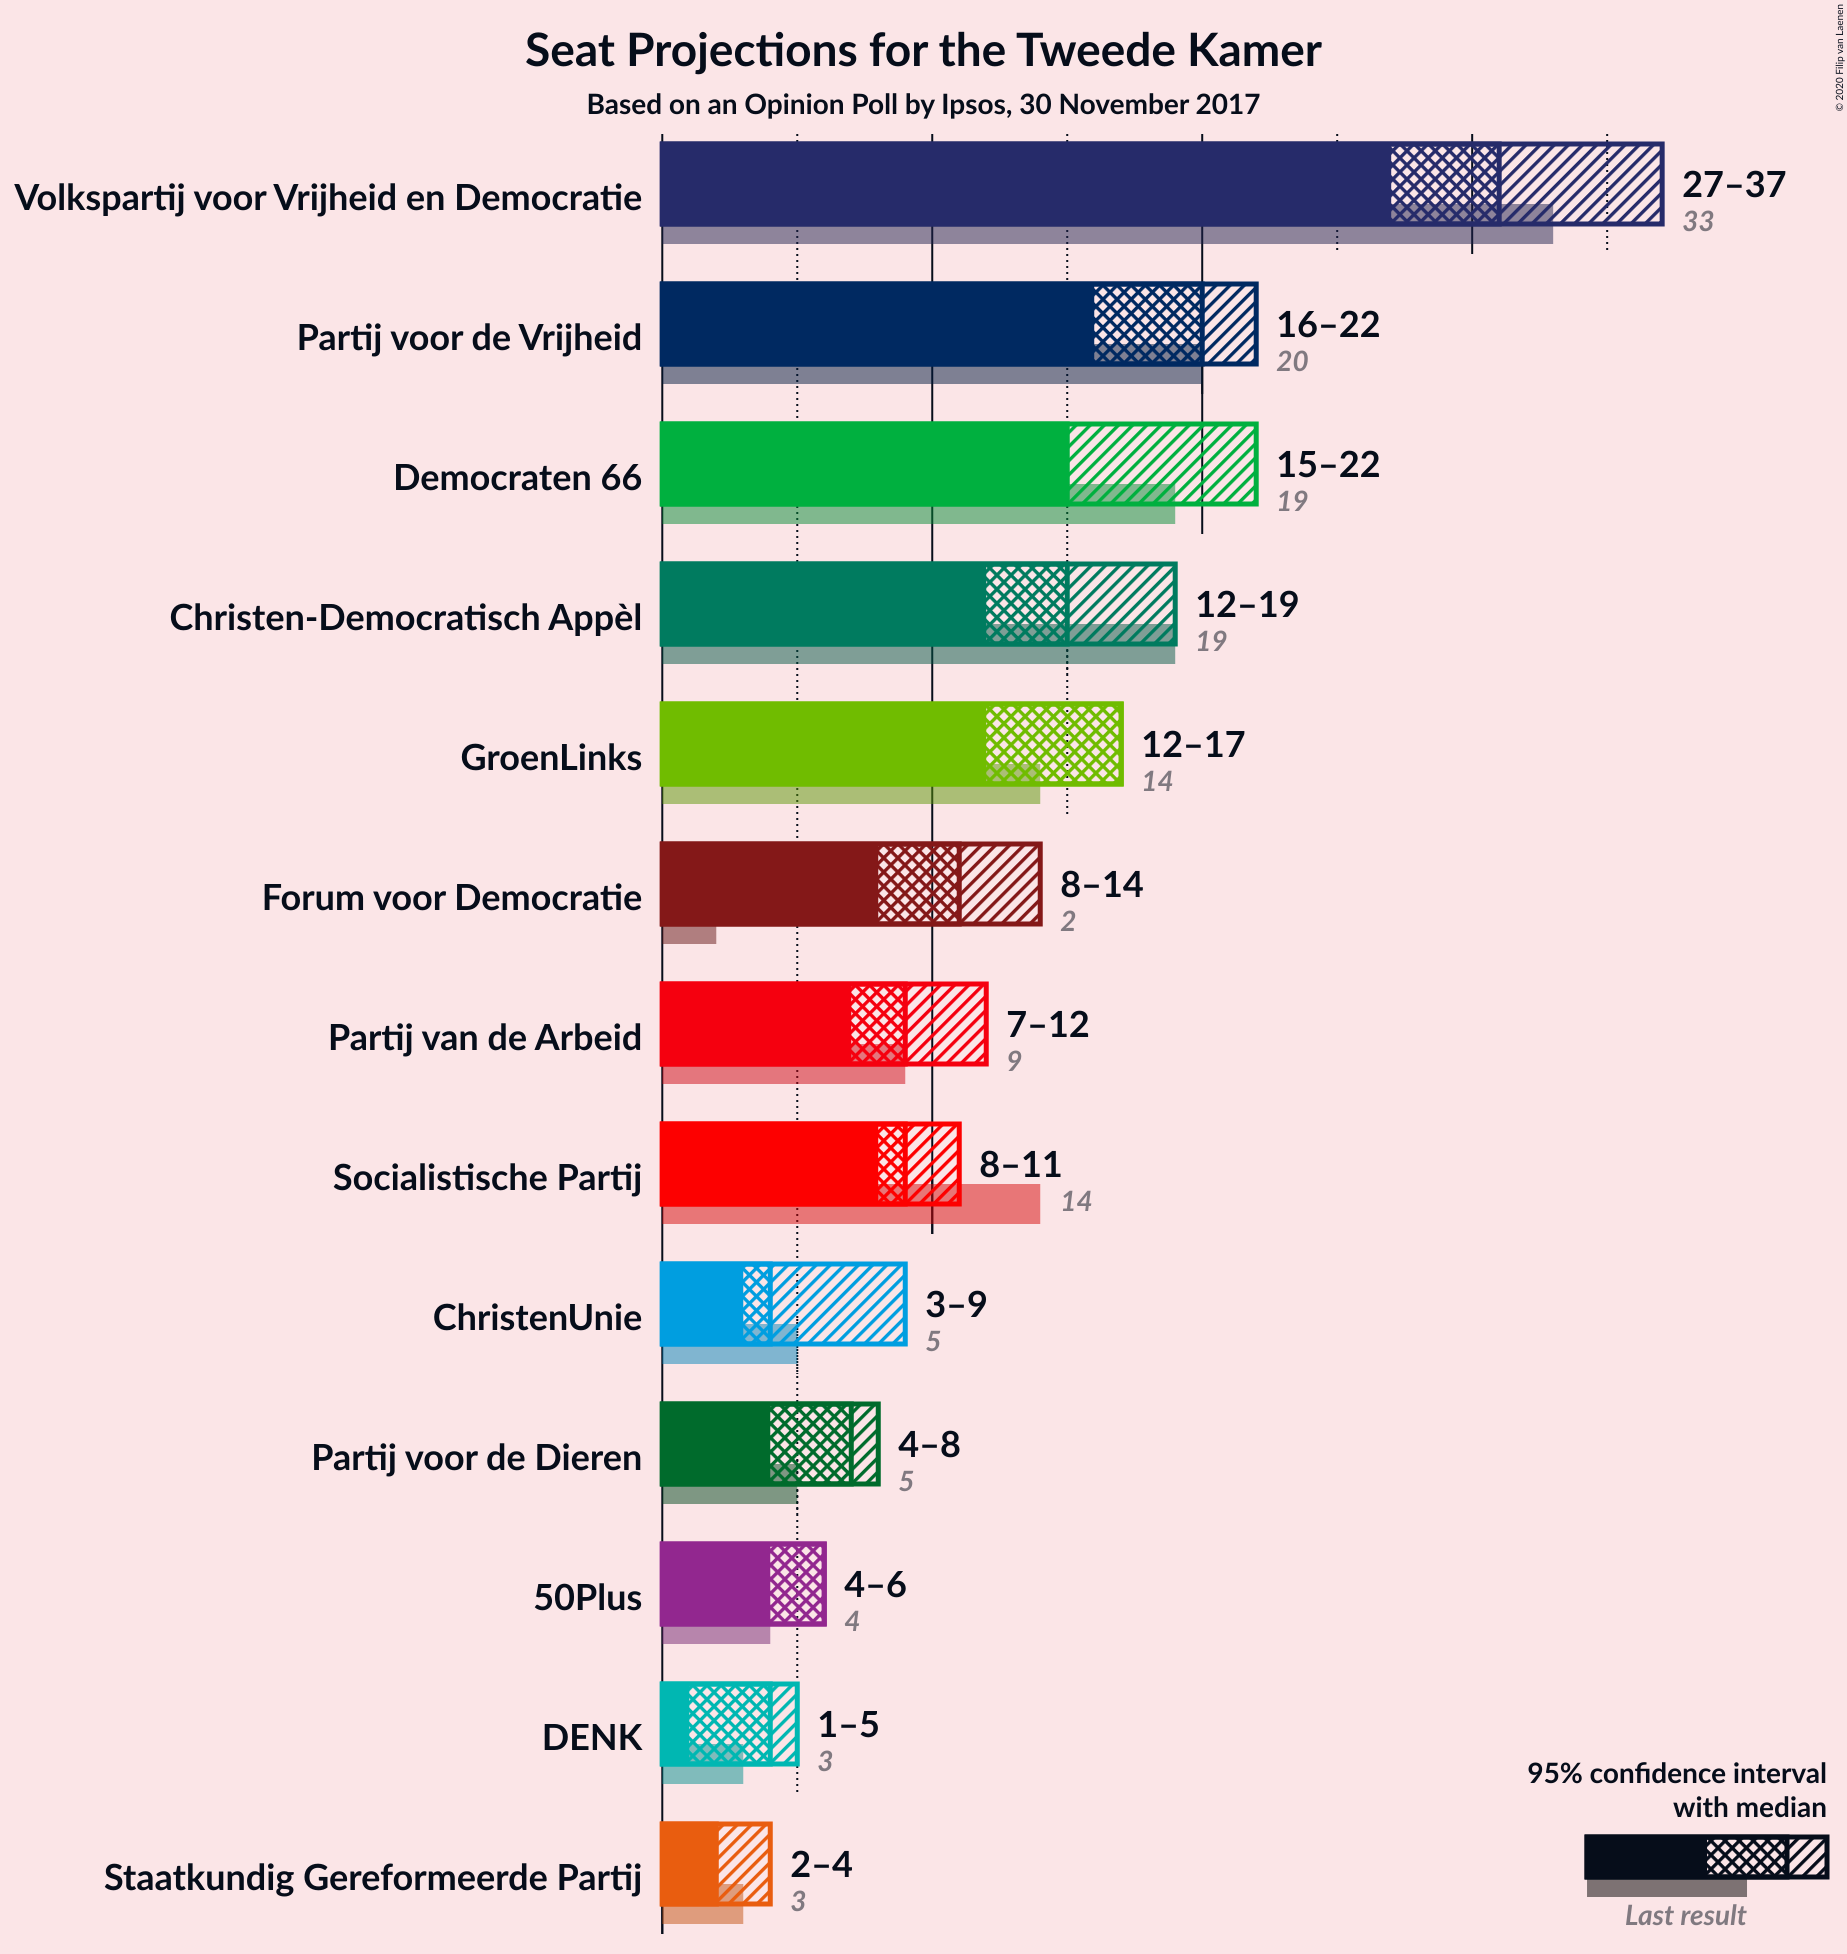 Seat Projections for the Tweede Kamer
Based on an Opinion Poll by Ipsos, 30 November 2017
© 2020 Filip van Laenen
Volkspartij voor Vrijheid en Democratie
27–37
33
Partij voor de Vrijheid
16–22
20
Democraten 66
15–22
19
Christen-Democratisch Appèl
12–19
19
GroenLinks
12–17
14
Forum voor Democratie
8–14
2
Partij van de Arbeid
7–12
9
Socialistische Partij
8–11
14
ChristenUnie
3–9
5
Partij voor de Dieren
4–8
5
50Plus
4–6
4
DENK
1–5
3
Staatkundig Gereformeerde Partij
2–4
3
95% confidence interval
with median
Last result